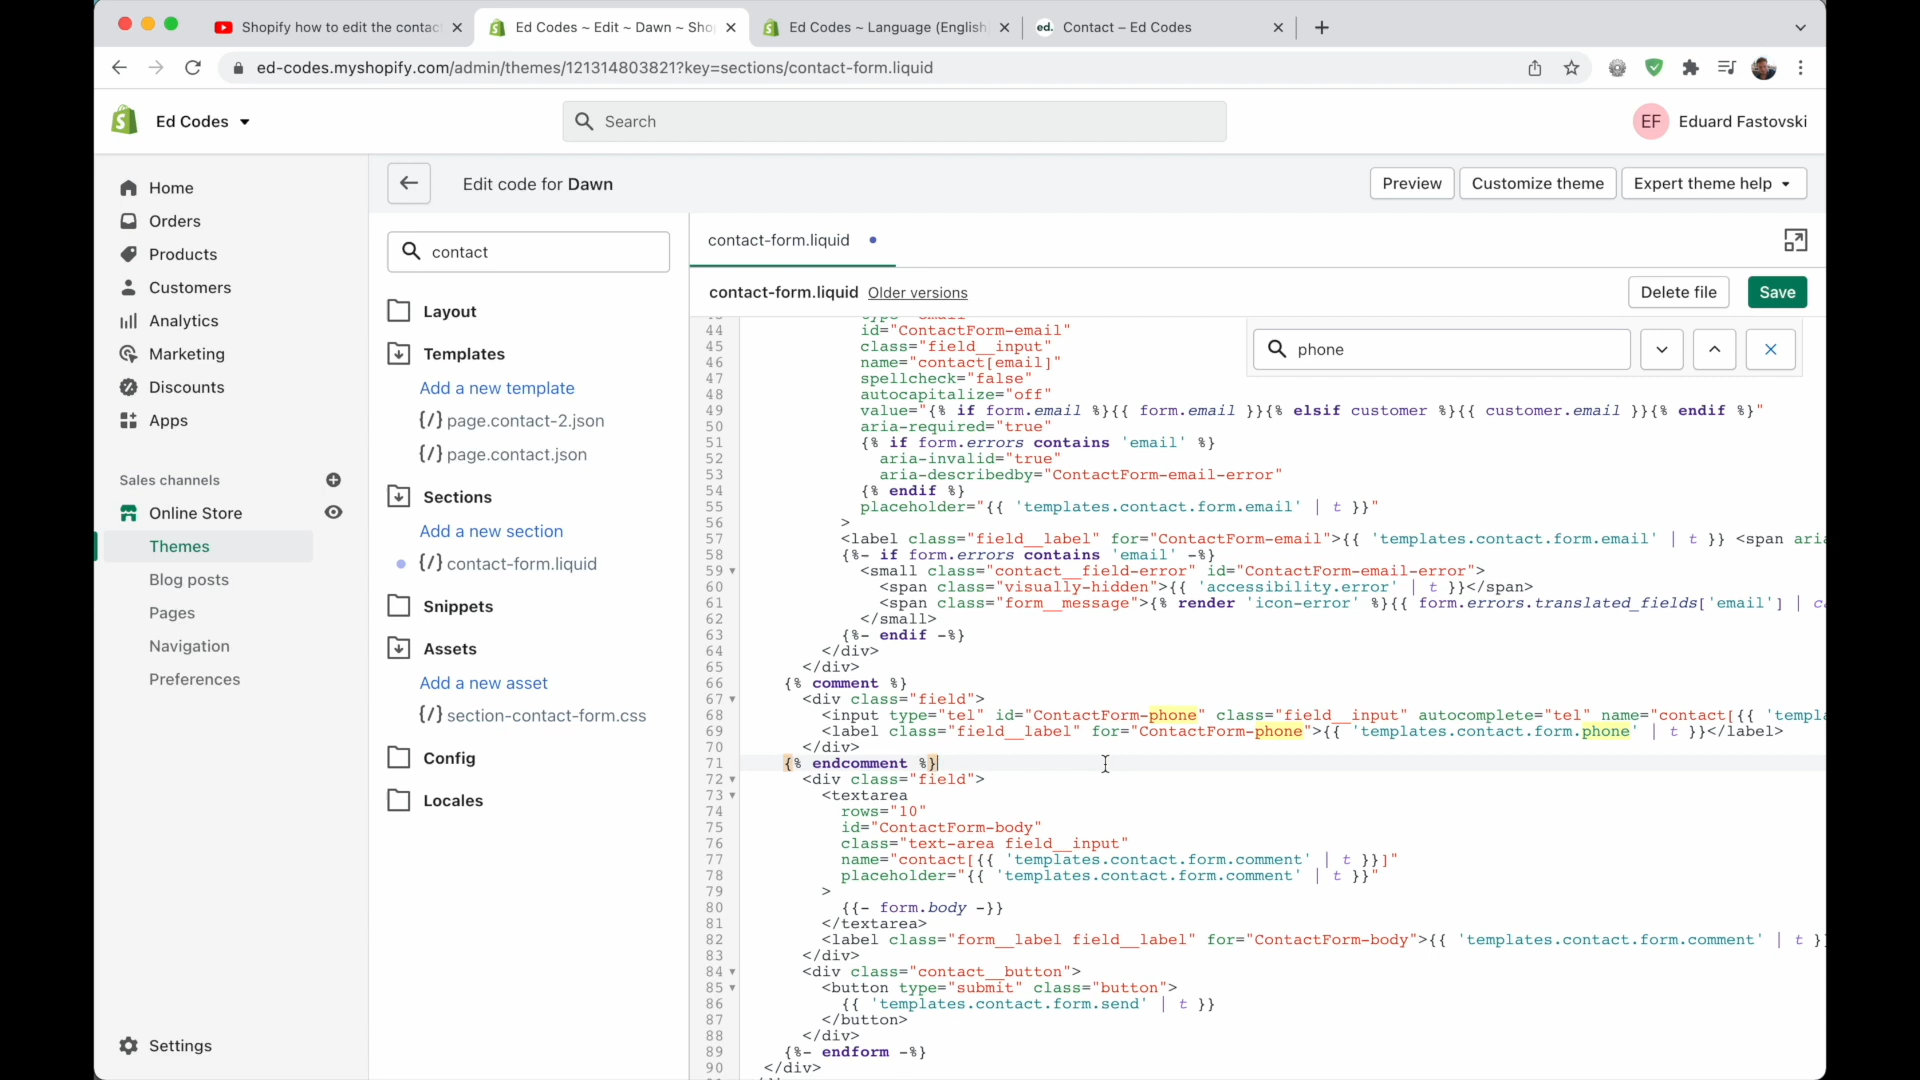 Shopify how to edit the contac
Ed Codes ~ Edit ~ Dawn ~ Sho
Ed Codes ~ Language (English
ed. Contact – Ed Codes
ed-codes.myshopify.com/admin/themes/121314803821?key=sections/contact-form.liquid
Ed Codes
Search
EF Eduard Fastovski
Home
Orders
Products
Customers
Analytics
Marketing
Discounts
Apps
Sales channels
Online Store
Themes
Blog posts
Pages
Navigation
Preferences
Settings
Edit code for Dawn
Preview
Customize theme
Expert theme help
contact
Layout
Templates
Add a new template
{/} page.contact-2.json
{/} page.contact.json
Sections
Add a new section
{/} contact-form.liquid
Snippets
Assets
Add a new asset
{/} section-contact-form.css
Config
Locales
contact-form.liquid
contact-form.liquid Older versions
Delete file
Save
phone
44 id="ContactForm-email"
45 class="field__input"
46 name="contact[email]"
47 spellcheck="false"
48 autocapitalize="off"
49 value="{% if form.email %}{{ form.email }}{% elsif customer %}{{ customer.email }}{% endif %}"
50 aria-required="true"
51 {% if form.errors contains 'email' %}
52 aria-invalid="true"
53 aria-describedby="ContactForm-email-error"
54 {% endif %}
55 placeholder="{{ 'templates.contact.form.email' | t }}"
56 >
57 <label class="field__label" for="ContactForm-email">{{ 'templates.contact.form.email' | t }} <span aria
58 {%- if form.errors contains 'email' -%}
59 <small class="contact__field-error" id="ContactForm-email-error">
60 <span class="visually-hidden">{{ 'accessibility.error' | t }}</span>
61 <span class="form__message">{% render 'icon-error' %}{{ form.errors.translated_fields['email'] | c
62 </small>
63 {%- endif -%}
64 </div>
65 </div>
66 {% comment %}
67 <div class="field">
68 <input type="tel" id="ContactForm-phone" class="field__input" autocomplete="tel" name="contact[{{ 'templa
69 <label class="field__label" for="ContactForm-phone">{{ 'templates.contact.form.phone' | t }}</label>
70 </div>
71 {% endcomment %}
72 <div class="field">
73 <textarea
74 rows="10"
75 id="ContactForm-body"
76 class="text-area field__input"
77 name="contact[{{ 'templates.contact.form.comment' | t }}]"
78 placeholder="{{ 'templates.contact.form.comment' | t }}"
79 >
80 {{- form.body -}}
81 </textarea>
82 <label class="form__label field__label" for="ContactForm-body">{{ 'templates.contact.form.comment' | t }
83 </div>
84 <div class="contact__button">
85 <button type="submit" class="button">
86 {{ 'templates.contact.form.send' | t }}
87 </button>
88 </div>
89 {%- endform -%}
90 </div>